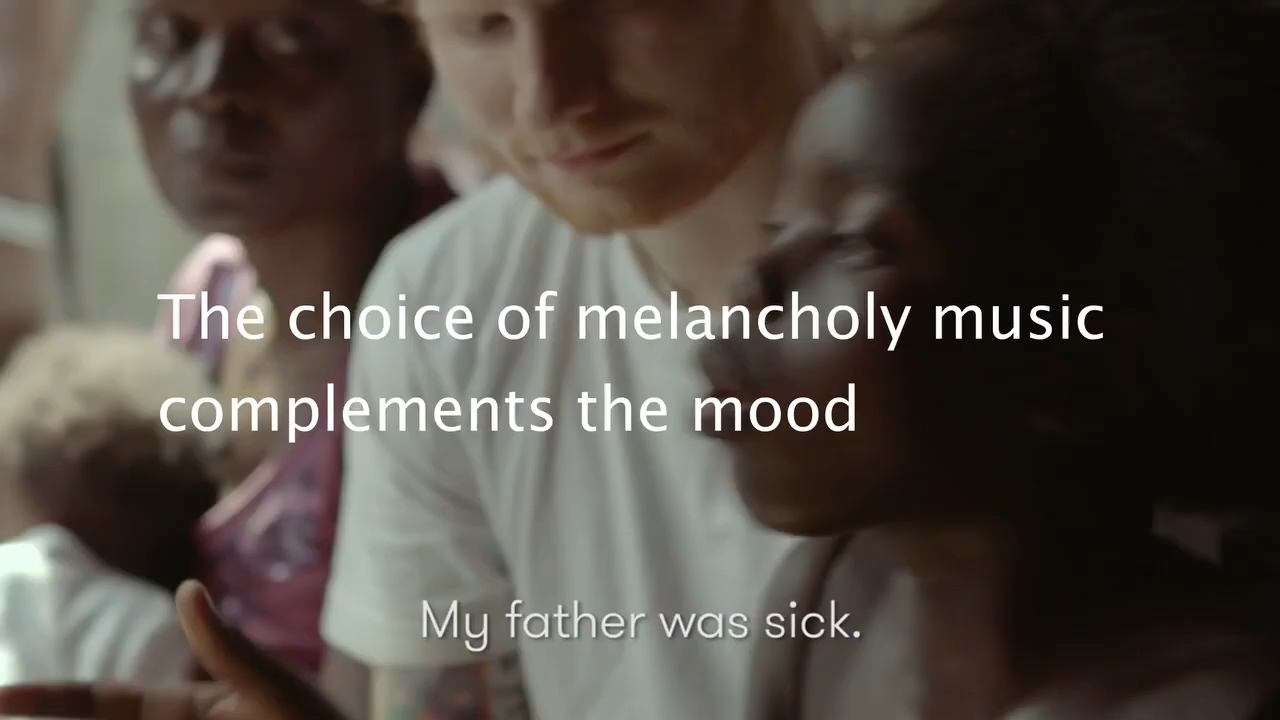 The choice of melancholy music
complements the mood
My father was sick.